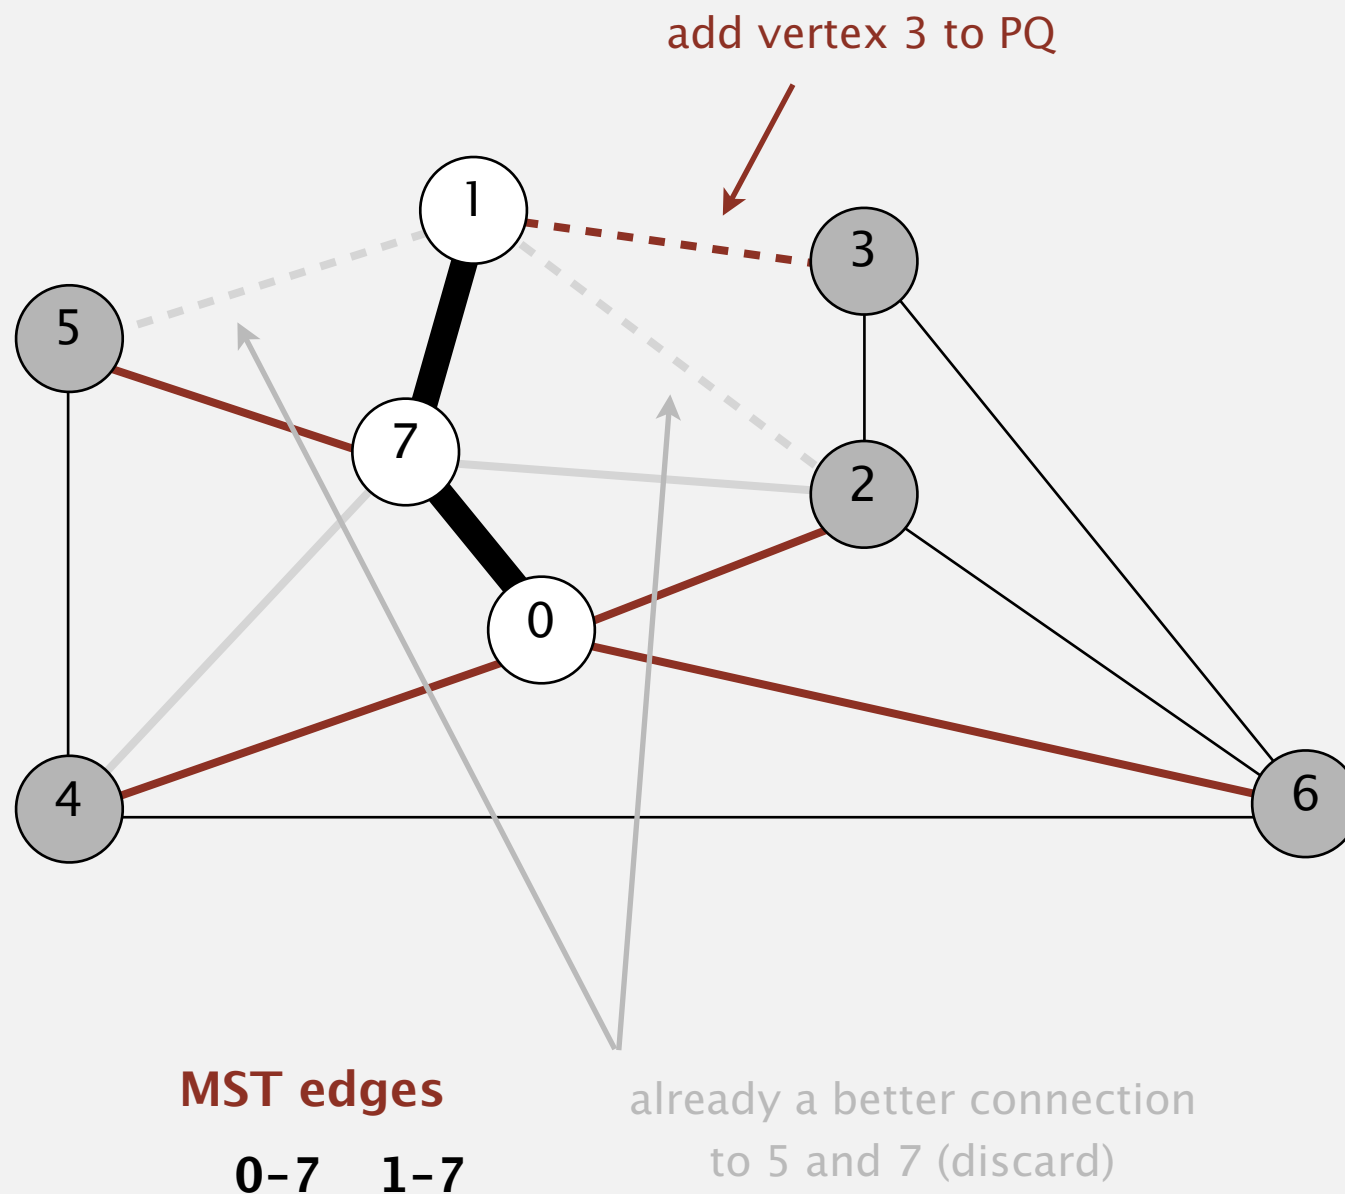 add vertex 3 to PQ
1
3
5
7
2
0
4
6
MST edges
0-7 1-7
already a better connection
to 5 and 7 (discard)